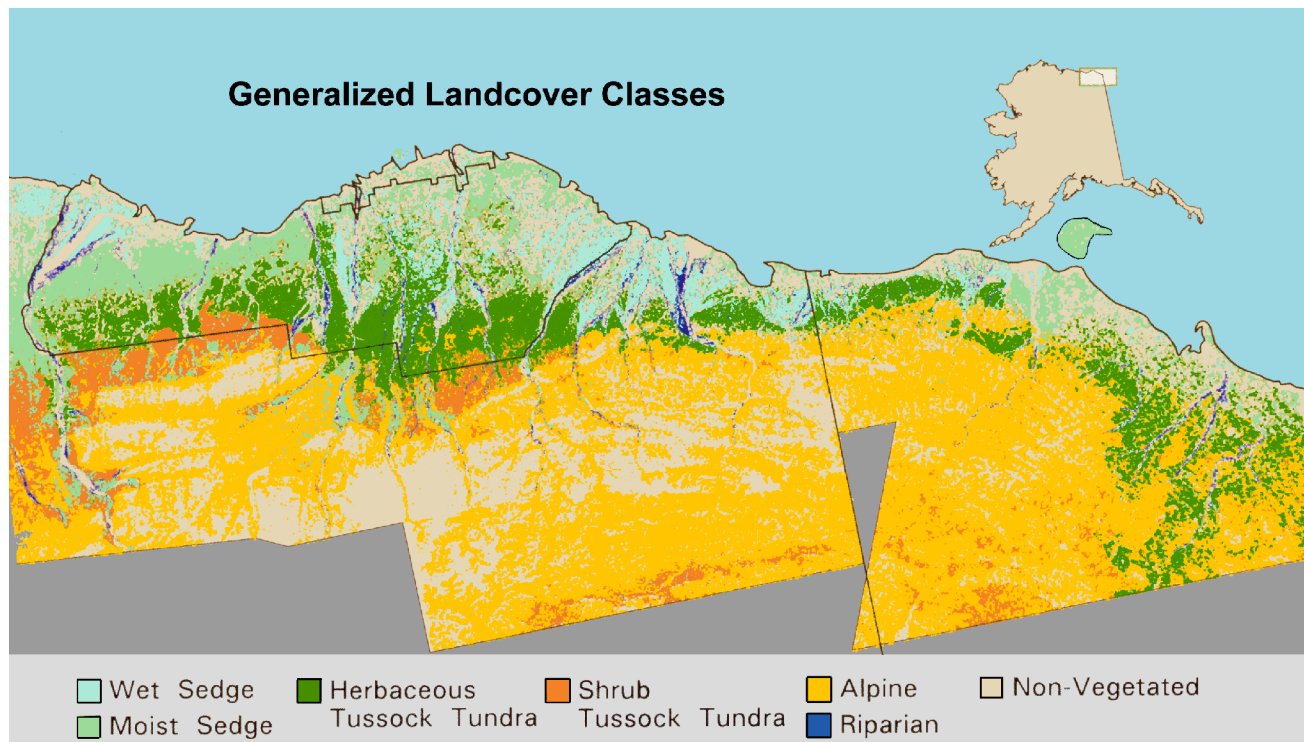 Generalized Landcover Classes
Wet Sedge
Moist Sedge
Herbaceous
Tussock Tundra
Shrub
Tussock Tundra
Alpine
Riparian
Non-Vegetated